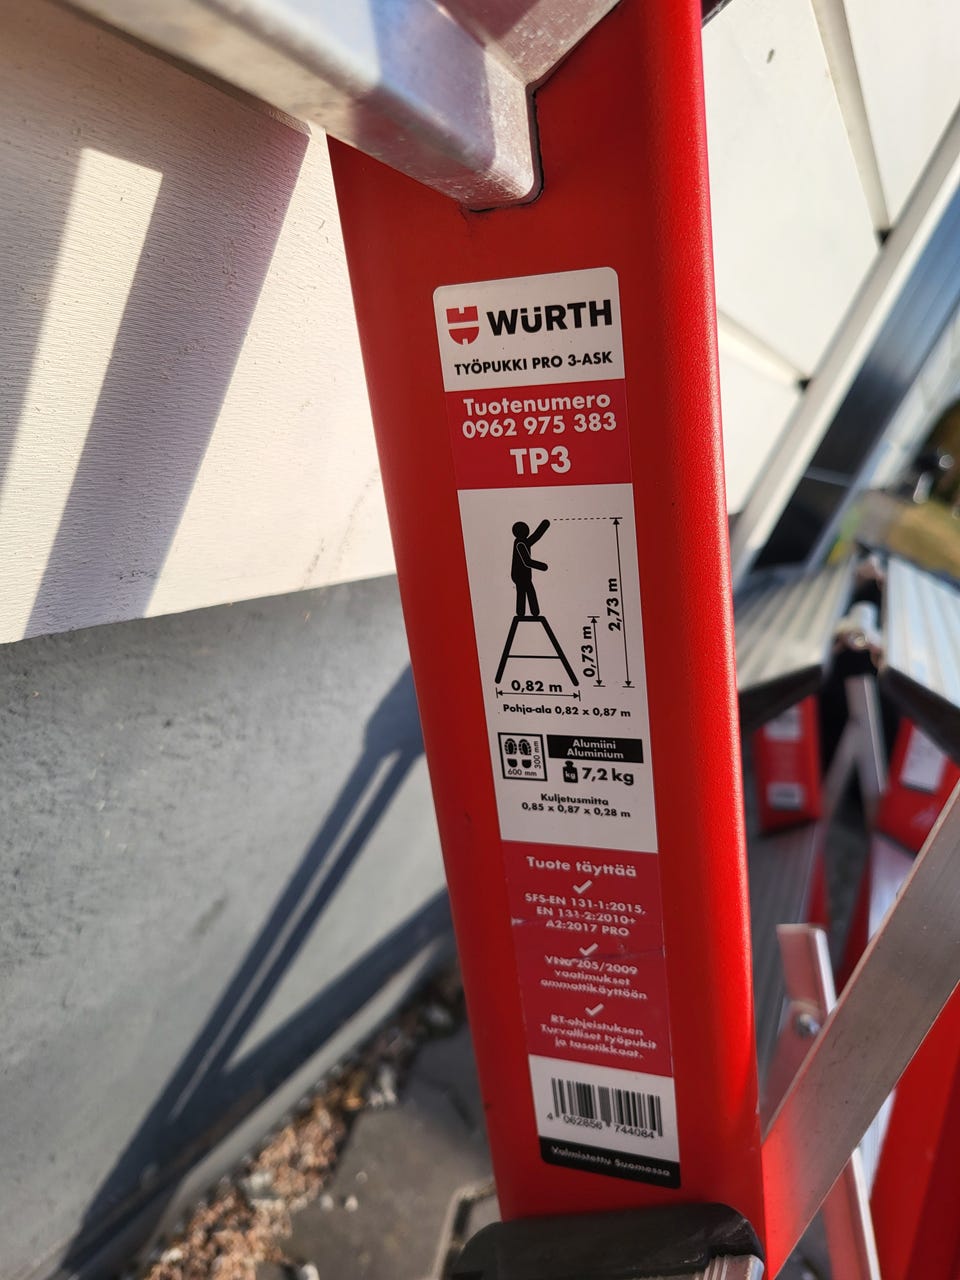 WÜRTH
TYÖPUKKI PRO 3-ASK
Tuotenumero
0962 975 383
TP3
2,73 m
0,73 m
0,82 m
Pohja-ala 0,82 x 0,87 m
300 mm
600 mm
Alumiini
Aluminium
kg 7,2 kg
Kuljetusmitta
0,85 x 0,87 x 0,28 m
Tuote täyttää
SFS-EN 131-1:2015,
EN 131-2:2010+
A2:2017 PRO
VNa 205/2009
vaatimukset
ammattikäyttöön
RT-ohjeistuksen
Turvalliset työpukit
ja tasotikkaat.
4 062856 744084
Valmistettu Suomessa